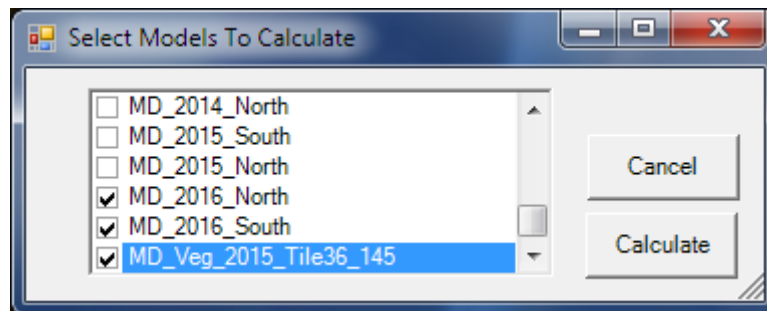 Select Models To Calculate
MD_2014_North
MD_2015_South
MD_2015_North
MD_2016_North
MD_2016_South
MD_Veg_2015_Tile36_145
Cancel
Calculate